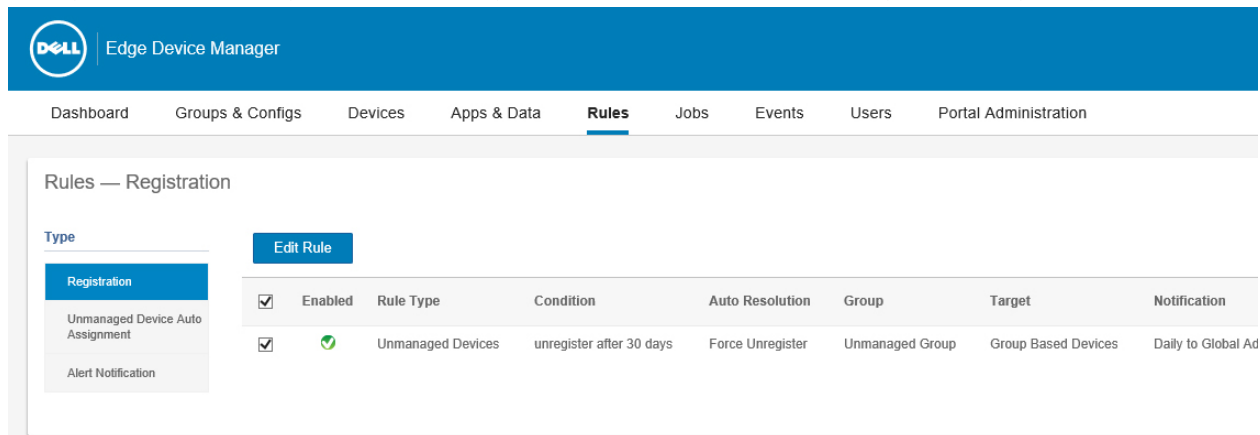 DELL
Edge Device Manager
Dashboard Groups & Configs Devices Apps & Data Rules Jobs Events Users Portal Administration
Rules — Registration
Type
Edit Rule
Registration
Enabled Rule Type Condition Auto Resolution Group Target Notification
Unmanaged Device Auto
Assignment
Unmanaged Devices unregister after 30 days Force Unregister Unmanaged Group Group Based Devices Daily to Global Ad
Alert Notification